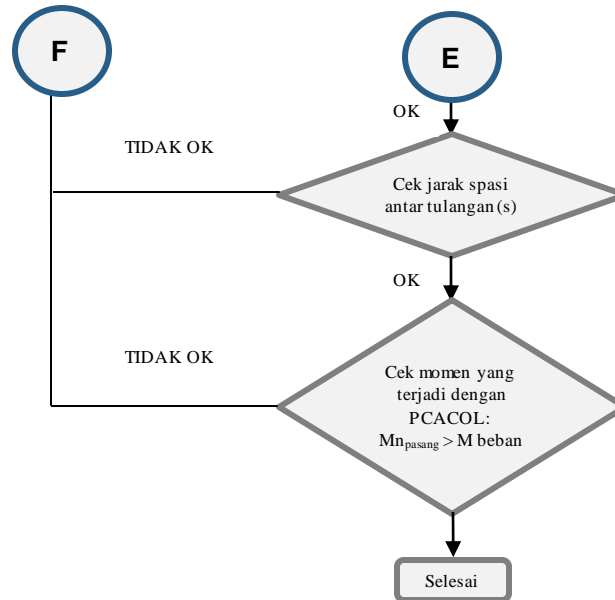 F
E
OK
TIDAK OK
Cek jarak spasi
antar tulangan (s)
OK
TIDAK OK
Cek momen yang
terjadi dengan
PCACOL:
Mnpasang > M beban
Selesai